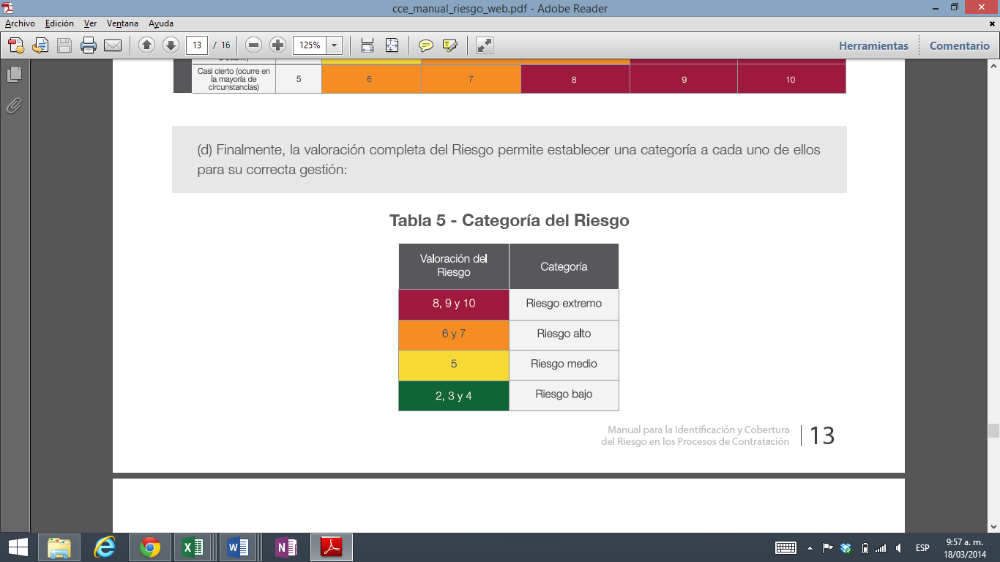 cce_manual_riesgo_web.pdf - Adobe Reader
Archivo Edición Ver Ventana Ayuda
13 / 16 125% Herramientas Comentario
Casi cierto (ocurre en
la mayoría de
circunstancias)
5 6 7 8 9 10
(d) Finalmente, la valoración completa del Riesgo permite establecer una categoría a cada uno de ellos
para su correcta gestión:
Tabla 5 - Categoría del Riesgo
Valoración del
Riesgo
Categoría
8, 9 y 10 Riesgo extremo
6 y 7 Riesgo alto
5 Riesgo medio
2, 3 y 4 Riesgo bajo
Manual para la Identificación y Cobertura
del Riesgo en los Procesos de Contratación
13
ESP
9:57 a. m.
18/03/2014